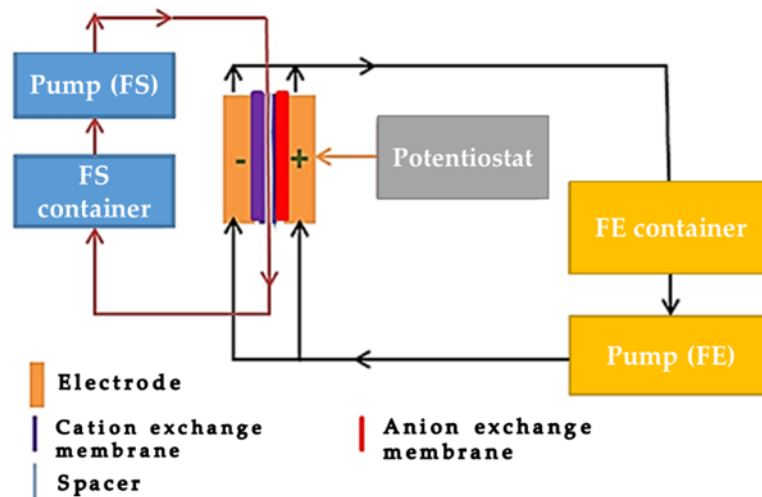 Pump (FS)
FS
container
-
+
Potentiostat
FE container
Pump (FE)
Electrode
Cation exchange
membrane
Anion exchange
membrane
Spacer